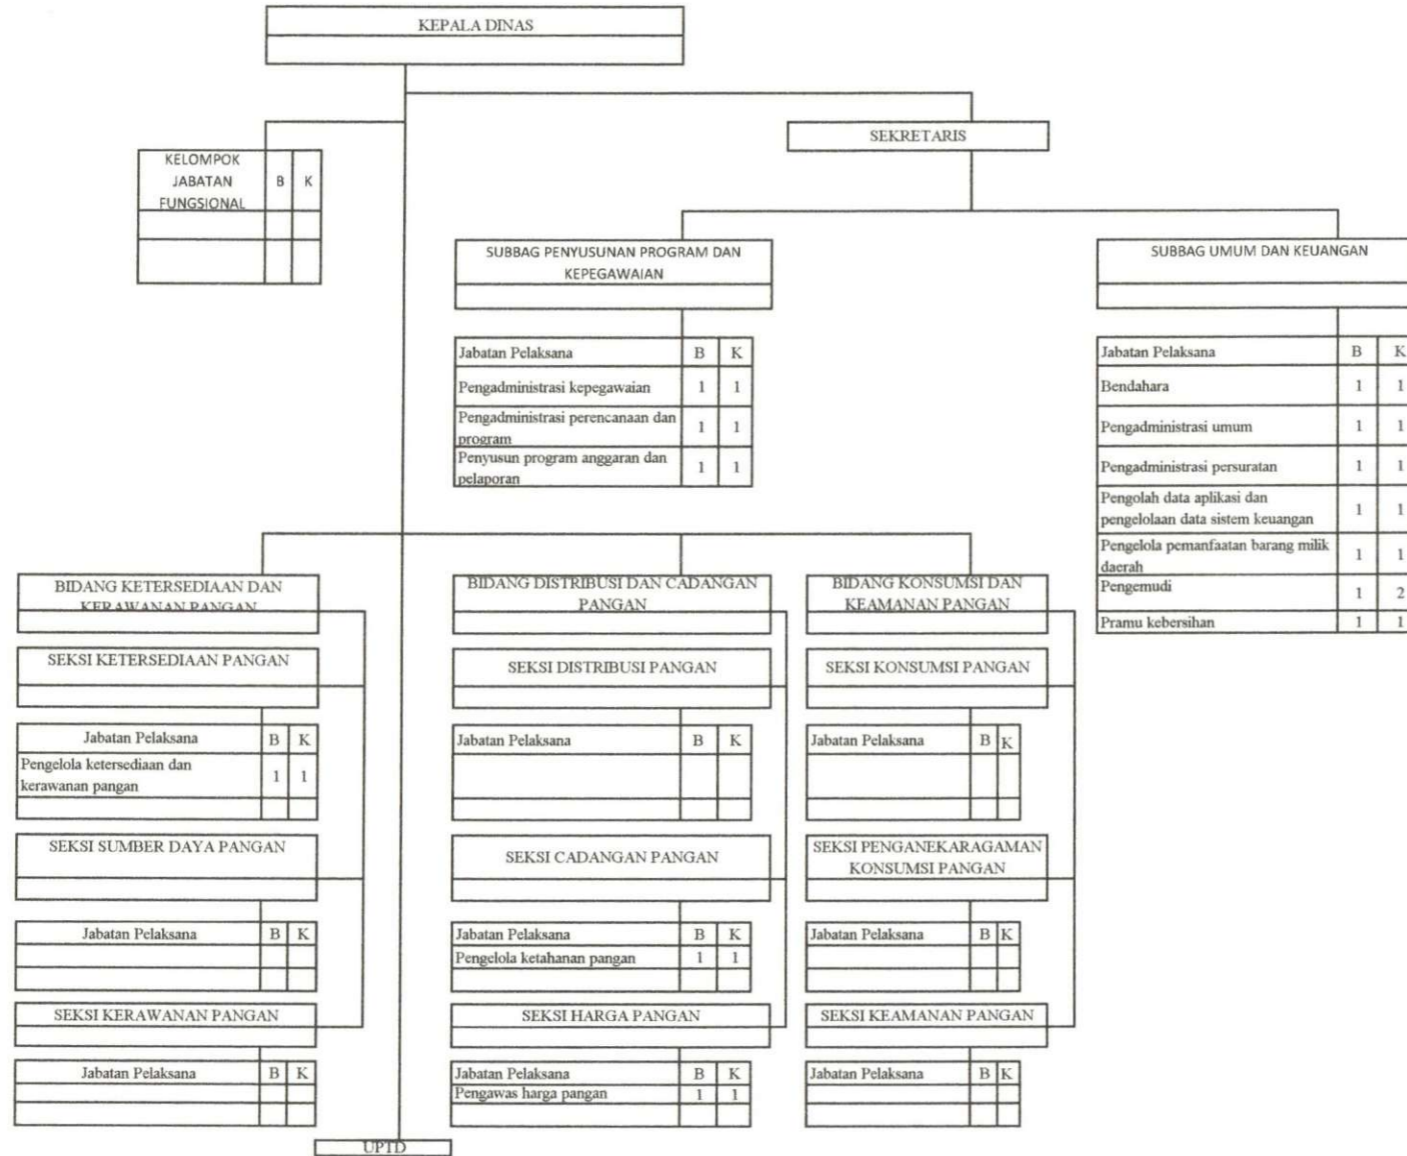 KEPALA DINAS
SEKRETARIS
KELOMPOK
JABATAN
FUNGSIONAL
B K
SUBBAG PENYUSUNAN PROGRAM DAN
KEPEGAWAIAN
Jabatan Pelaksana B K
Pengadministrasi kepegawaian 1 1
Pengadministrasi perencanaan dan
program 1 1
Penyusun program anggaran dan
pelaporan 1 1
SUBBAG UMUM DAN KEUANGAN
Jabatan Pelaksana B K
Bendahara 1 1
Pengadministrasi umum 1 1
Pengadministrasi persuratan 1 1
Pengolah data aplikasi dan
pengelolaan data sistem keuangan 1 1
Pengelola pemanfaatan barang milik
daerah 1 1
Pengemudi 1 2
Pramu kebersihan 1 1
BIDANG KETERSEDIAAN DAN
KERAWANAN PANGAN
SEKSI KETERSEDIAAN PANGAN
Jabatan Pelaksana B K
Pengelola ketersediaan dan
kerawanan pangan 1 1
SEKSI SUMBER DAYA PANGAN
Jabatan Pelaksana B K
SEKSI KERAWANAN PANGAN
Jabatan Pelaksana B K
BIDANG DISTRIBUSI DAN CADANGAN
PANGAN
SEKSI DISTRIBUSI PANGAN
Jabatan Pelaksana B K
SEKSI CADANGAN PANGAN
Jabatan Pelaksana B K
Pengelola ketahanan pangan 1 1
SEKSI HARGA PANGAN
Jabatan Pelaksana B K
Pengawas harga pangan 1 1
BIDANG KONSUMSI DAN
KEAMANAN PANGAN
SEKSI KONSUMSI PANGAN
Jabatan Pelaksana B K
SEKSI PENGANEKARAGAMAN
KONSUMSI PANGAN
Jabatan Pelaksana B K
SEKSI KEAMANAN PANGAN
Jabatan Pelaksana B K
UPTD